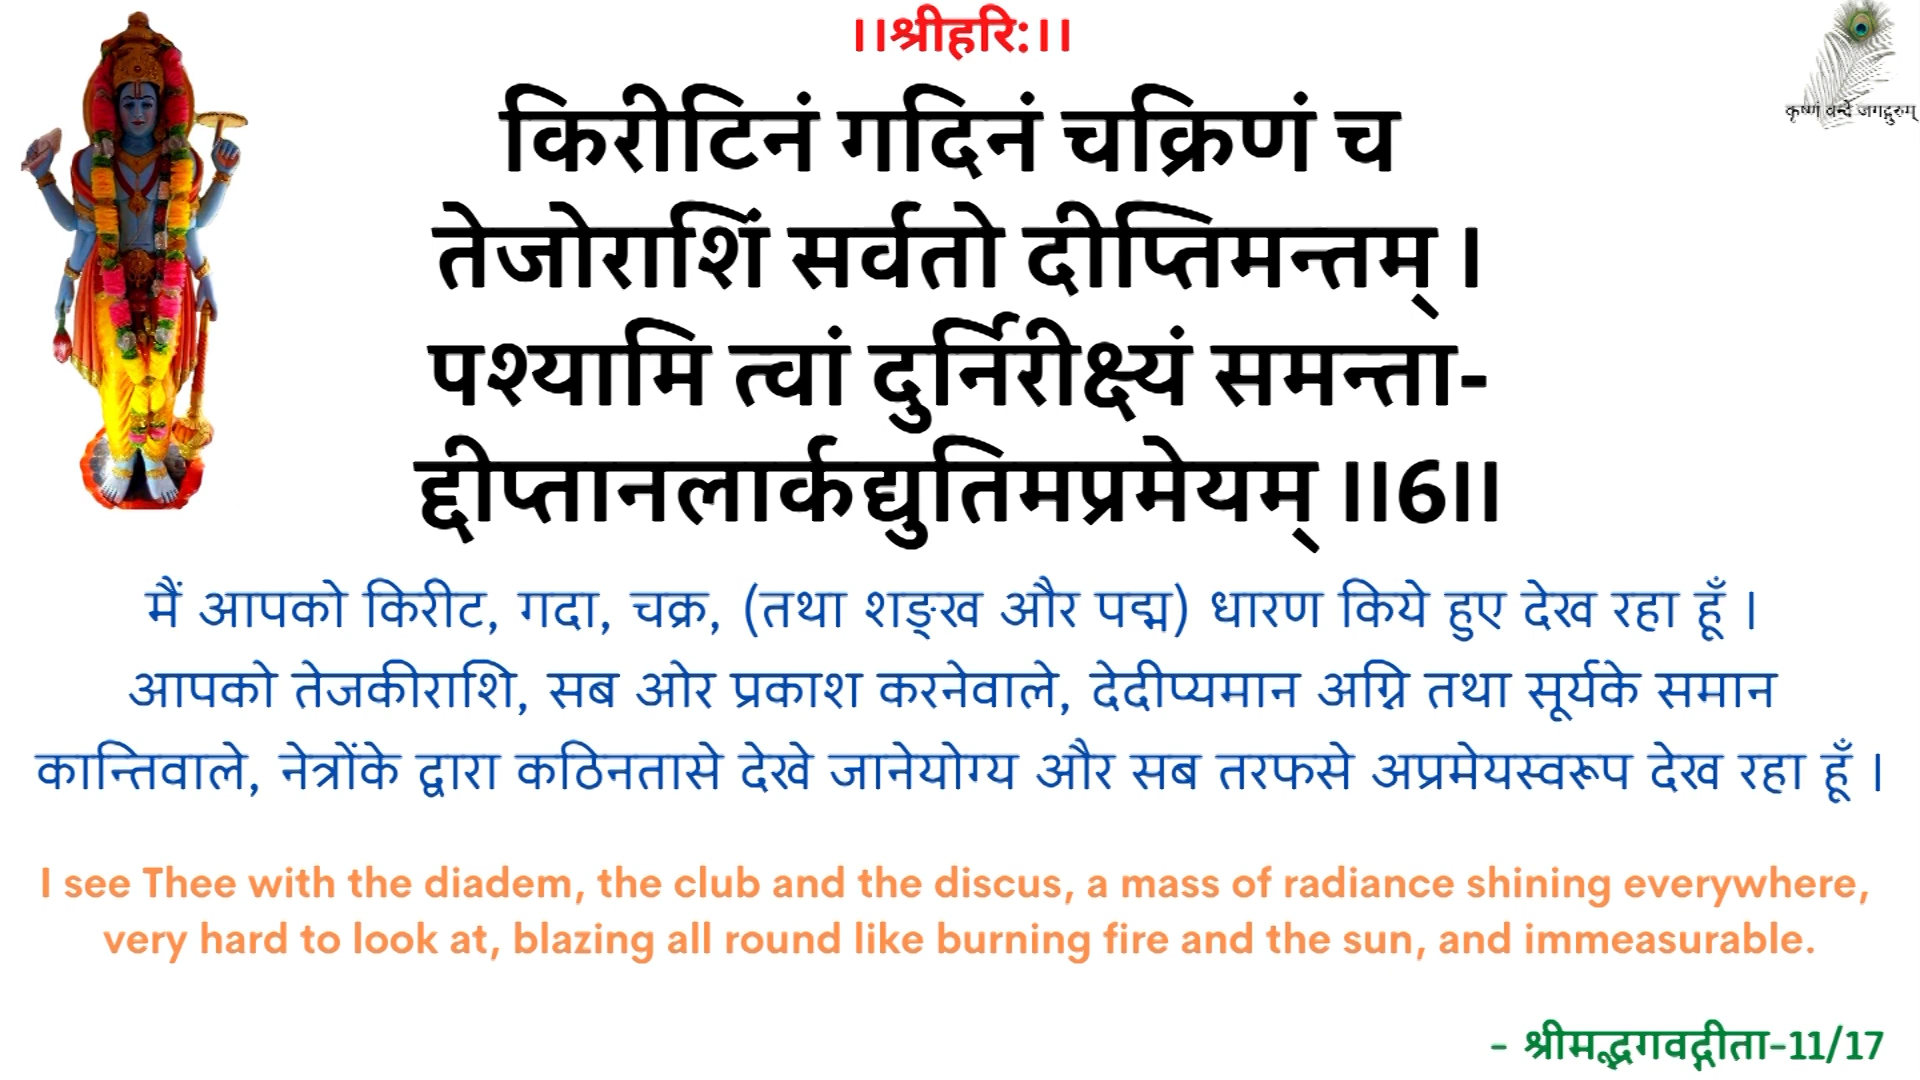 ।।श्रीहरि:।।
कृष्णं वन्दे जगद्गुरुम्
किरीटिनं गदिनं चक्रिणं च
तेजोराशिं सर्वतो दीप्तिमन्तम् ।
पश्यामि त्वां दुर्निरीक्ष्यं समन्ता-
द्दीप्तानलार्कद्युतिमप्रमेयम् ।।6।।
मैं आपको किरीट, गदा, चक्र, (तथा शङ्ख और पद्म) धारण किये हुए देख रहा हूँ ।
आपको तेजकीराशि, सब ओर प्रकाश करनेवाले, देदीप्यमान अग्नि तथा सूर्यके समान
कान्तिवाले, नेत्रोंके द्वारा कठिनतासे देखे जानेयोग्य और सब तरफसे अप्रमेयस्वरूप देख रहा हूँ ।
I see Thee with the diadem, the club and the discus, a mass of radiance shining everywhere,
very hard to look at, blazing all round like burning fire and the sun, and immeasurable.
- श्रीमद्भगवद्गीता-11/17